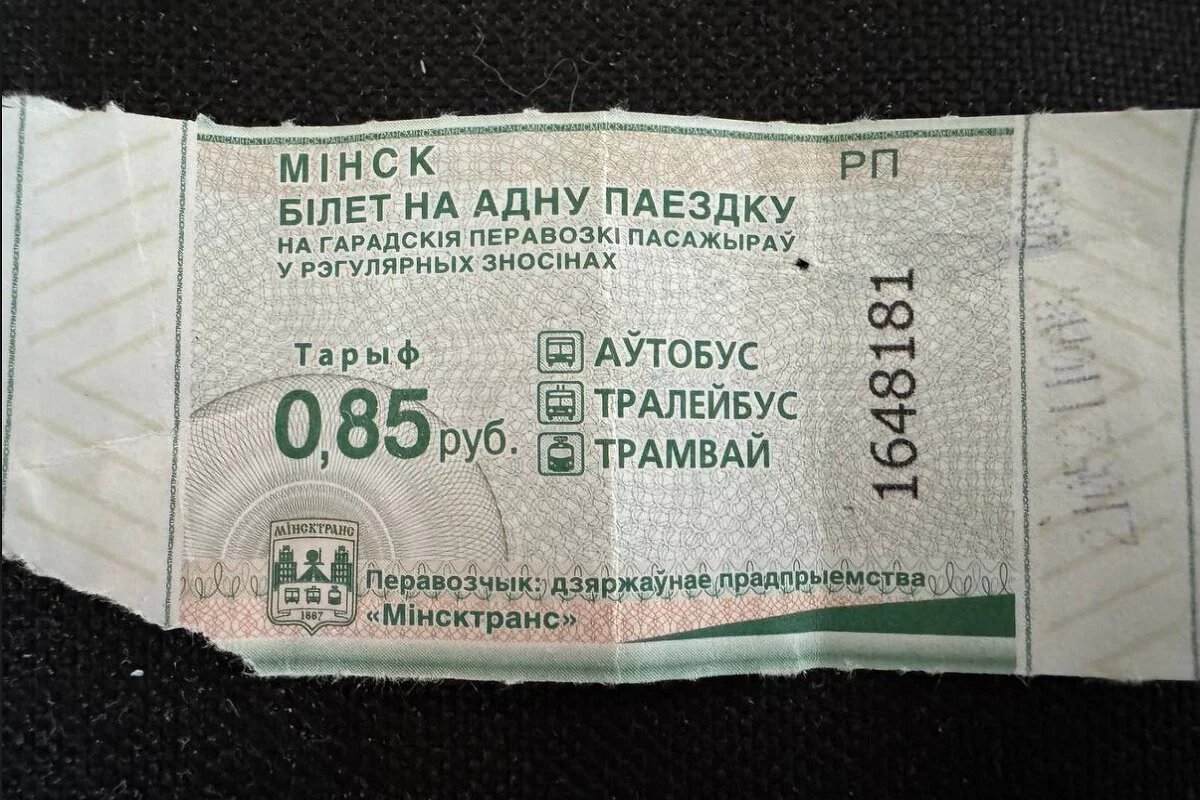 МІНСК
РП
БІЛЕТ НА АДНУ ПАЕЗДКУ
НА ГАРАДСКІЯ ПЕРАВОЗКІ ПАСАЖЫРАЎ
У РЭГУЛЯРНЫХ ЗНОСІНАХ
Тарыф
0,85 руб.
АЎТОБУС
ТРАЛЕЙБУС
ТРАМВАЙ
1648181
МІНСКТРАНС
1887
Перавозчык: дзяржаўнае прадпрыемства
«Мінсктранс»